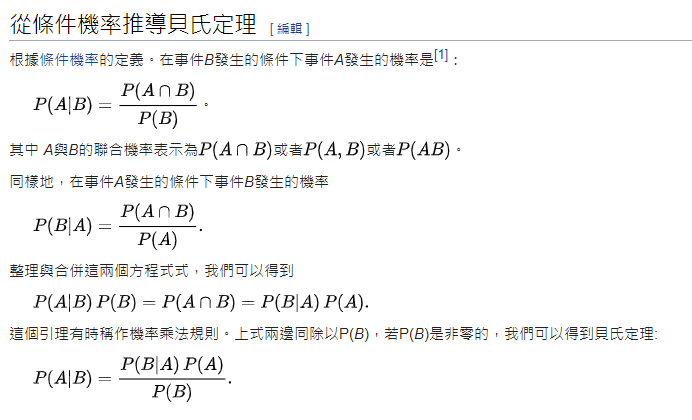 從條件機率推導貝氏定理 [編輯]
根據條件機率的定義。在事件B發生的條件下事件A發生的機率是[1]：
P(A|B) = P(A ∩ B) / P(B) 。
其中 A與B的聯合機率表示為P(A ∩ B)或者P(A, B)或者P(AB)。
同樣地，在事件A發生的條件下事件B發生的機率
P(B|A) = P(A ∩ B) / P(A).
整理與合併這兩個方程式式，我們可以得到
P(A|B) P(B) = P(A ∩ B) = P(B|A) P(A).
這個引理有時稱作機率乘法規則。上式兩邊同除以P(B)，若P(B)是非零的，我們可以得到貝氏定理:
P(A|B) = P(B|A) P(A) / P(B).